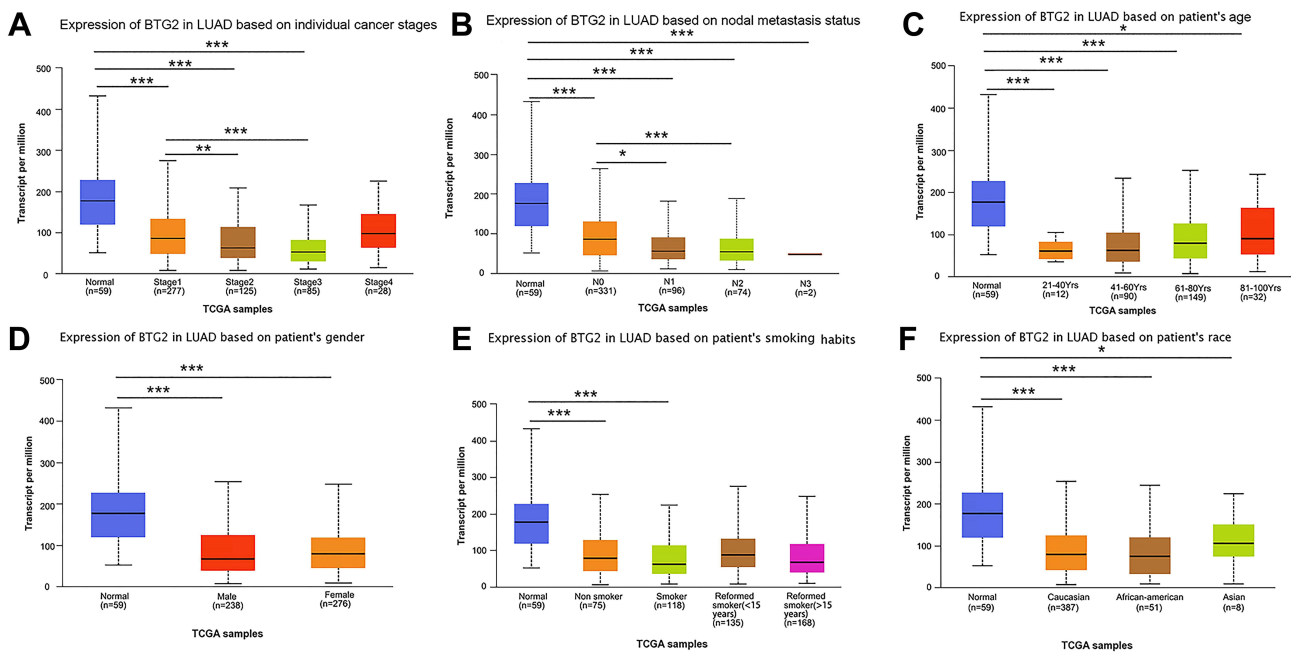 A
Expression of BTG2 in LUAD based on individual cancer stages
***
***
***
***
**
Transcript per million
500
400
300
200
100
0
Normal
(n=59)
Stage1
(n=277)
Stage2
(n=125)
Stage3
(n=85)
Stage4
(n=28)
TCGA samples
B
Expression of BTG2 in LUAD based on nodal metastasis status
***
***
***
***
***
*
Transcript per million
500
400
300
200
100
0
Normal
(n=59)
N0
(n=331)
N1
(n=96)
N2
(n=74)
N3
(n=2)
TCGA samples
C
Expression of BTG2 in LUAD based on patient's age
*
***
***
***
Transcript per million
500
400
300
200
100
0
Normal
(n=59)
21-40Yrs
(n=12)
41-60Yrs
(n=90)
61-80Yrs
(n=149)
81-100Yrs
(n=32)
TCGA samples
D
Expression of BTG2 in LUAD based on patient's gender
***
***
Transcript per million
500
400
300
200
100
0
Normal
(n=59)
Male
(n=238)
Female
(n=276)
TCGA samples
E
Expression of BTG2 in LUAD based on patient's smoking habits
***
***
Transcript per million
500
400
300
200
100
0
Normal
(n=59)
Non smoker
(n=75)
Smoker
(n=118)
Reformed
smoker(<15
years)
(n=135)
Reformed
smoker(>15
years)
(n=168)
TCGA samples
F
Expression of BTG2 in LUAD based on patient's race
*
***
***
Transcript per million
500
400
300
200
100
0
Normal
(n=59)
Caucasian
(n=387)
African-american
(n=51)
Asian
(n=8)
TCGA samples